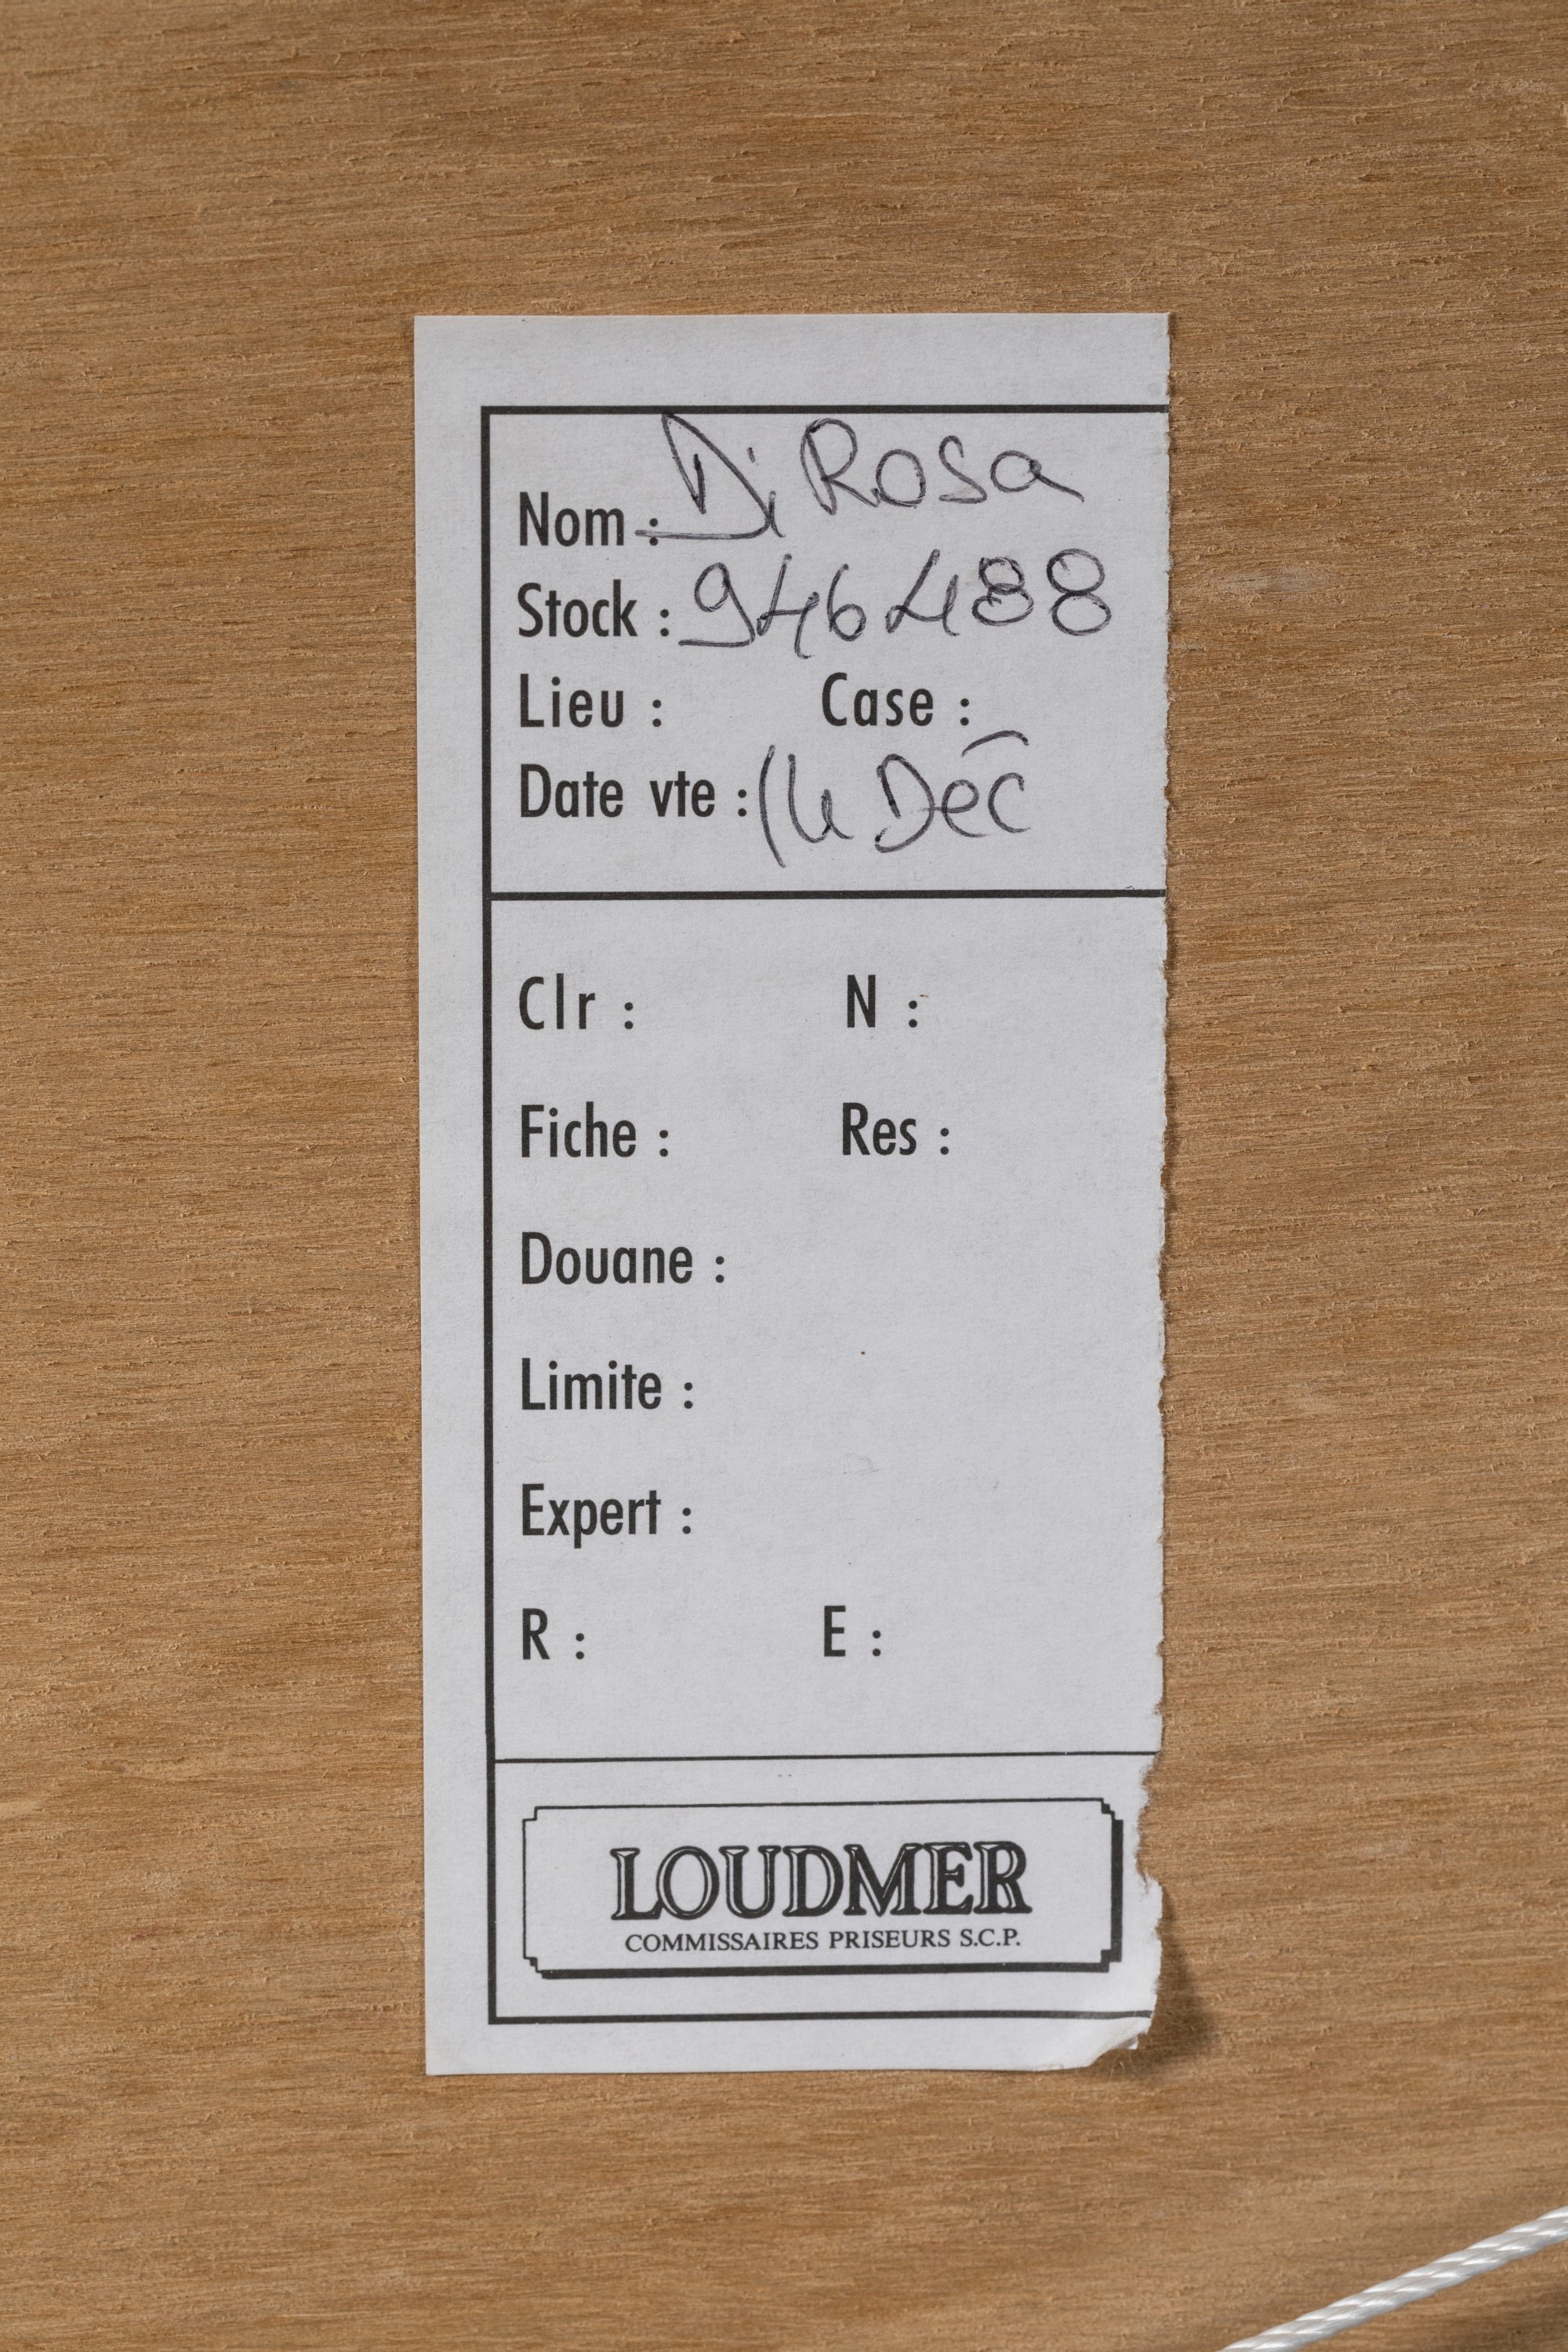 Nom : Di Rosa
Stock : 946488
Lieu : Case :
Date vte : 14 Déc
Clr : N :
Fiche : Res :
Douane :
Limite :
Expert :
R : E :
LOUDMER
COMMISSAIRES PRISEURS S.C.P.